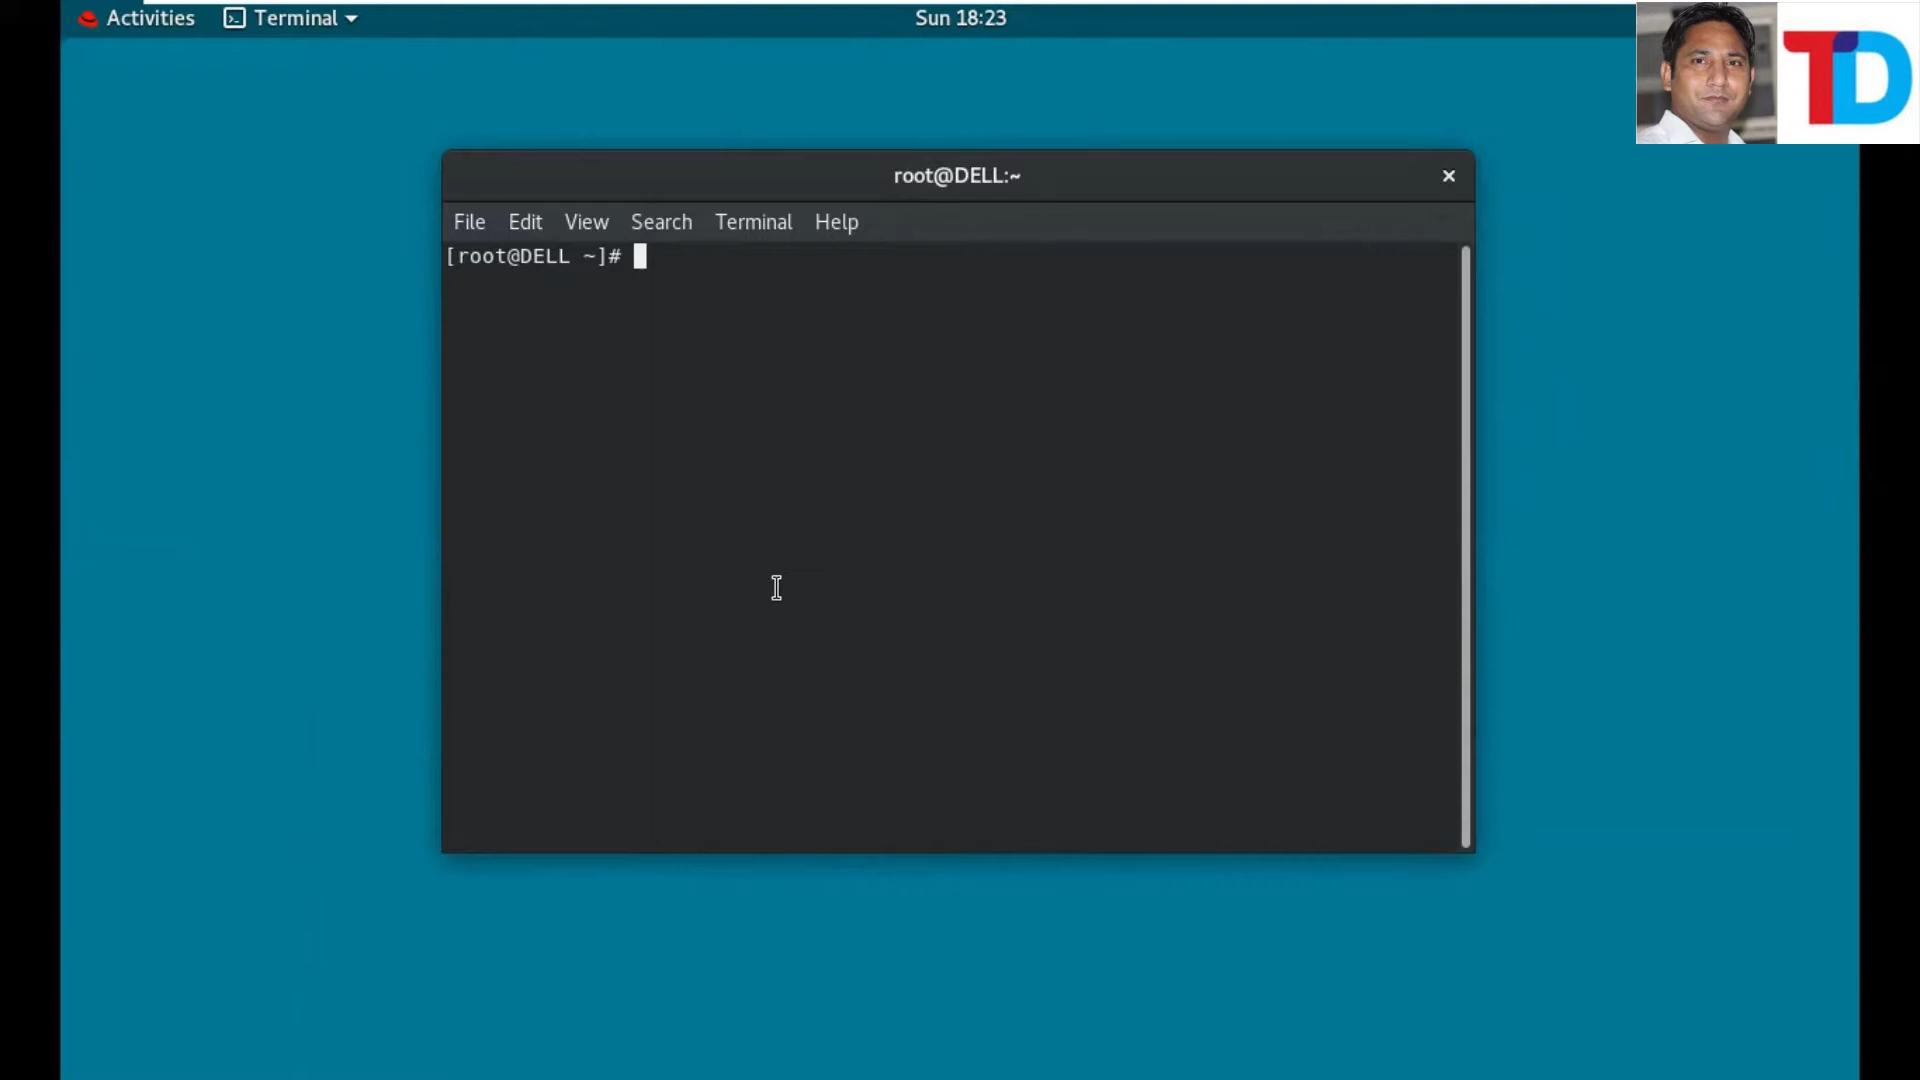 Activities Terminal Sun 18:23
TD
root@DELL:~
File Edit View Search Terminal Help
[root@DELL ~]#